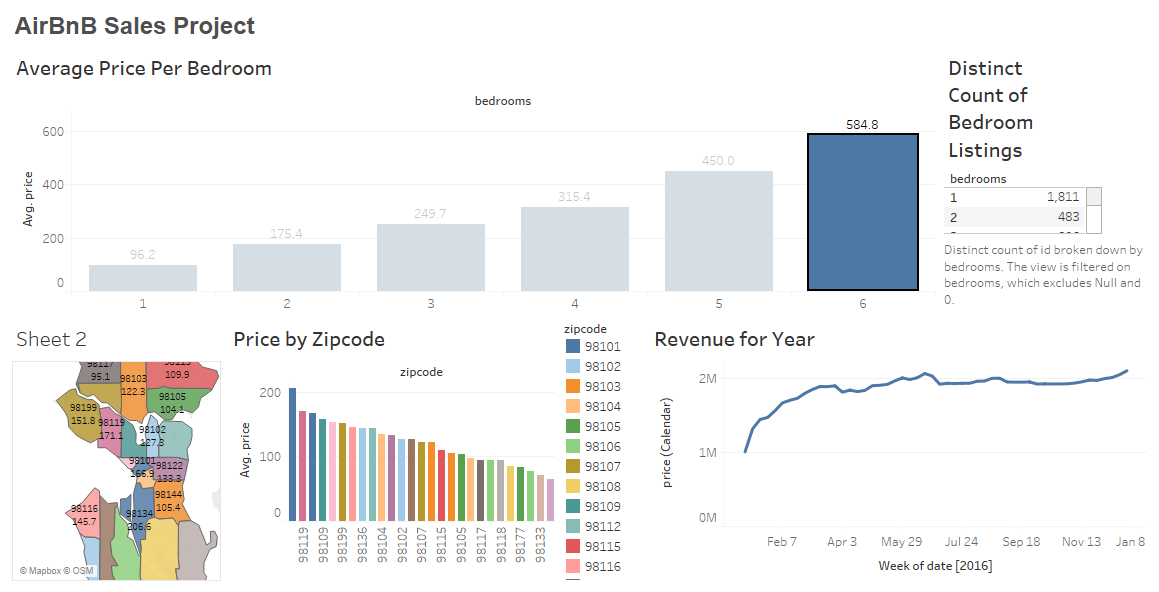 AirBnB Sales Project
Average Price Per Bedroom
bedrooms
Avg. price
600
400
200
0
96.2
175.4
249.7
315.4
450.0
584.8
1
2
3
4
5
6
Distinct
Count of
Bedroom
Listings
bedrooms
1 1,811
2 483
Distinct count of id broken down by
bedrooms. The view is filtered on
bedrooms, which excludes Null and
0.
Sheet 2
98117
95.1
98103
122.3
109.9
98105
104.1
98199
151.8
98119
171.1
98102
127.3
98101
166.9
98122
133.3
98144
105.4
98116
145.7
98134
206.6
© Mapbox © OSM
Price by Zipcode
zipcode
Avg. price
200
100
0
98119
98109
98199
98136
98104
98102
98107
98115
98105
98117
98118
98177
98133
zipcode
98101
98102
98103
98104
98105
98106
98107
98108
98109
98112
98115
98116
Revenue for Year
price (Calendar)
2M
1M
0M
Feb 7
Apr 3
May 29
Jul 24
Sep 18
Nov 13
Jan 8
Week of date [2016]